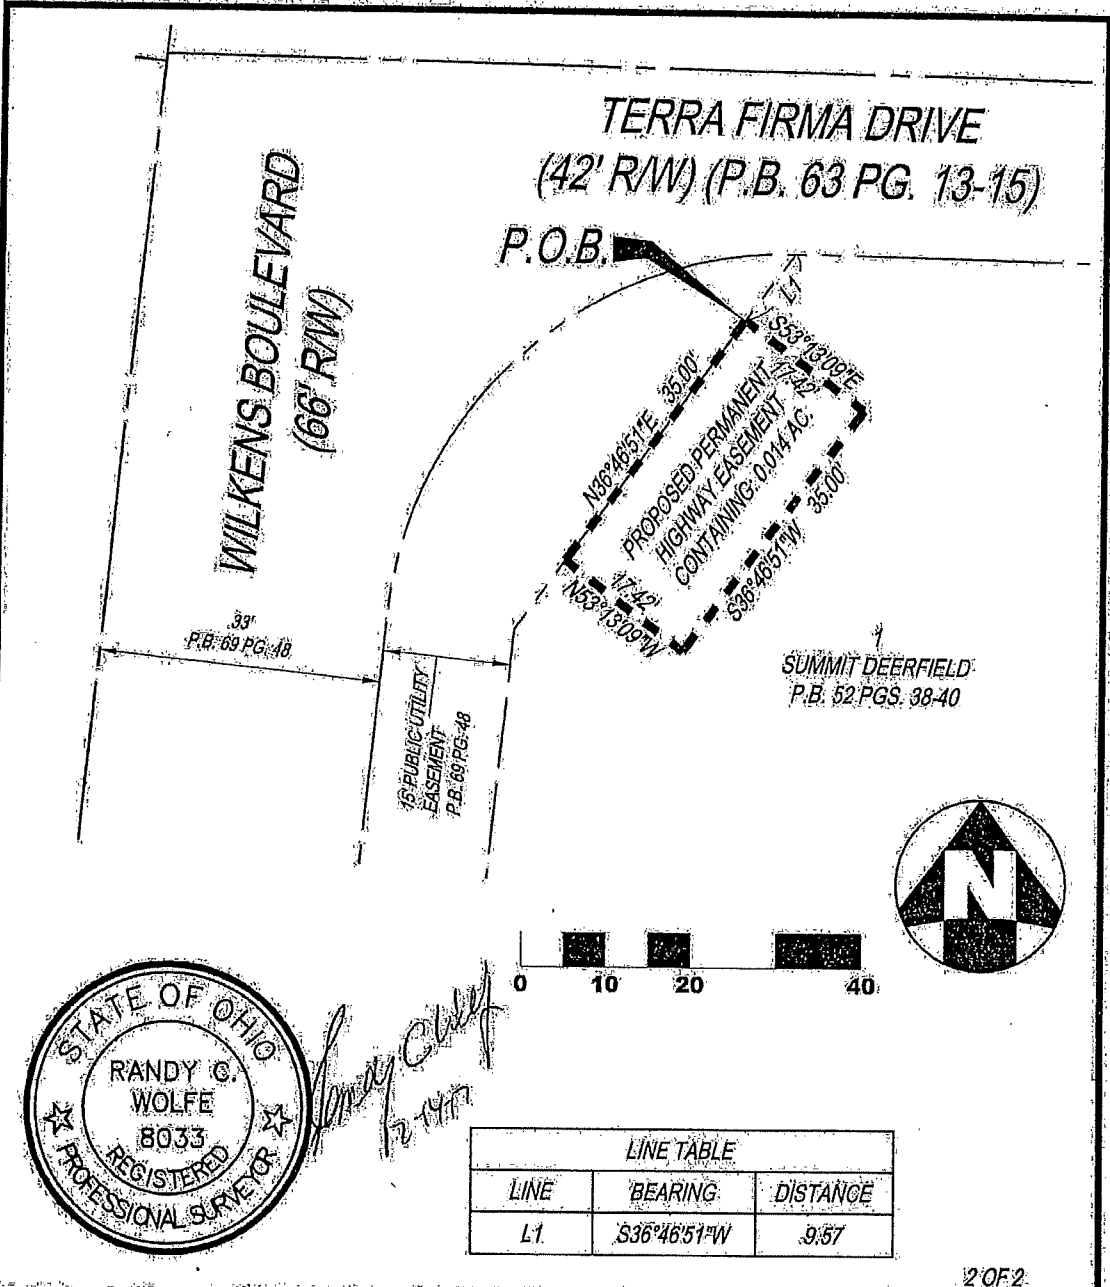 TERRA FIRMA DRIVE
(42' R/W) (P.B. 63 PG. 13-15)
WILKENS BOULEVARD
(66' R/W)
P.O.B.
L1
S53°13'09"E
17.42'
N36°46'51"E 35.00'
PROPOSED PERMANENT
HIGHWAY EASEMENT
CONTAINING: 0.014 AC.
S36°46'51"W 35.00'
17.42'
N53°13'09"W
33'
P.B. 69 PG. 48
15' PUBLIC UTILITY
EASEMENT
P.B. 69 PG. 48
1
SUMMIT DEERFIELD
P.B. 52 PGS. 38-40
N
0 10 20 40
STATE OF OHIO
RANDY C.
WOLFE
8033
REGISTERED
PROFESSIONAL SURVEYOR
LINE TABLE
LINE BEARING DISTANCE
L1 S36°46'51"W 9.57
2 OF 2